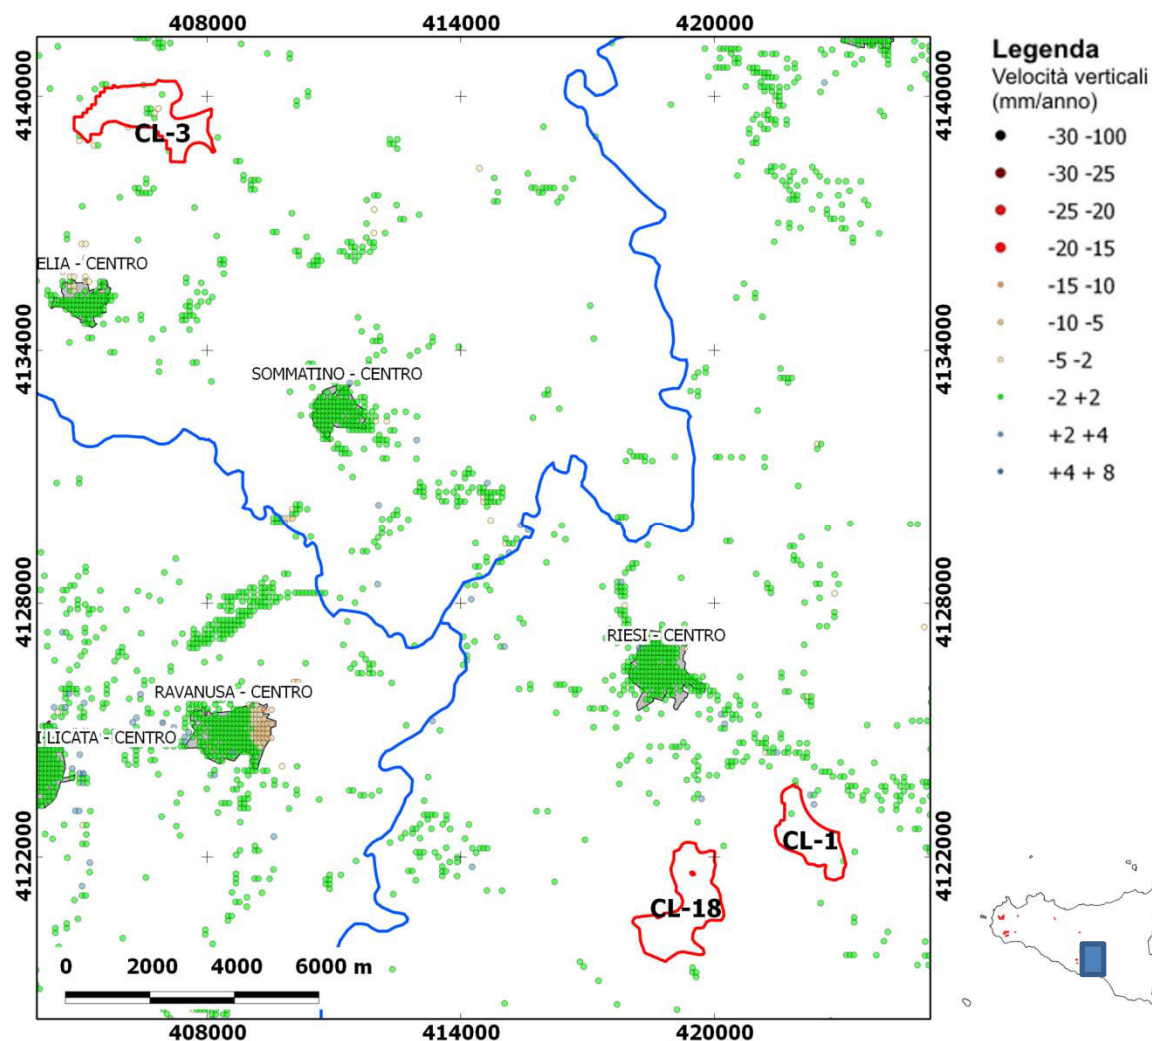 408000 414000 420000
Legenda
Velocità verticali
(mm/anno)
-30 -100
-30 -25
-25 -20
-20 -15
-15 -10
-10 -5
-5 -2
-2 +2
+2 +4
+4 + 8
4140000
4140000
CL-3
ELIA - CENTRO
4134000
4134000
SOMMATINO - CENTRO
4128000
4128000
RIESI - CENTRO
RAVANUSA - CENTRO
I LICATA - CENTRO
4122000
4122000
CL-1
CL-18
0 2000 4000 6000 m
408000 414000 420000